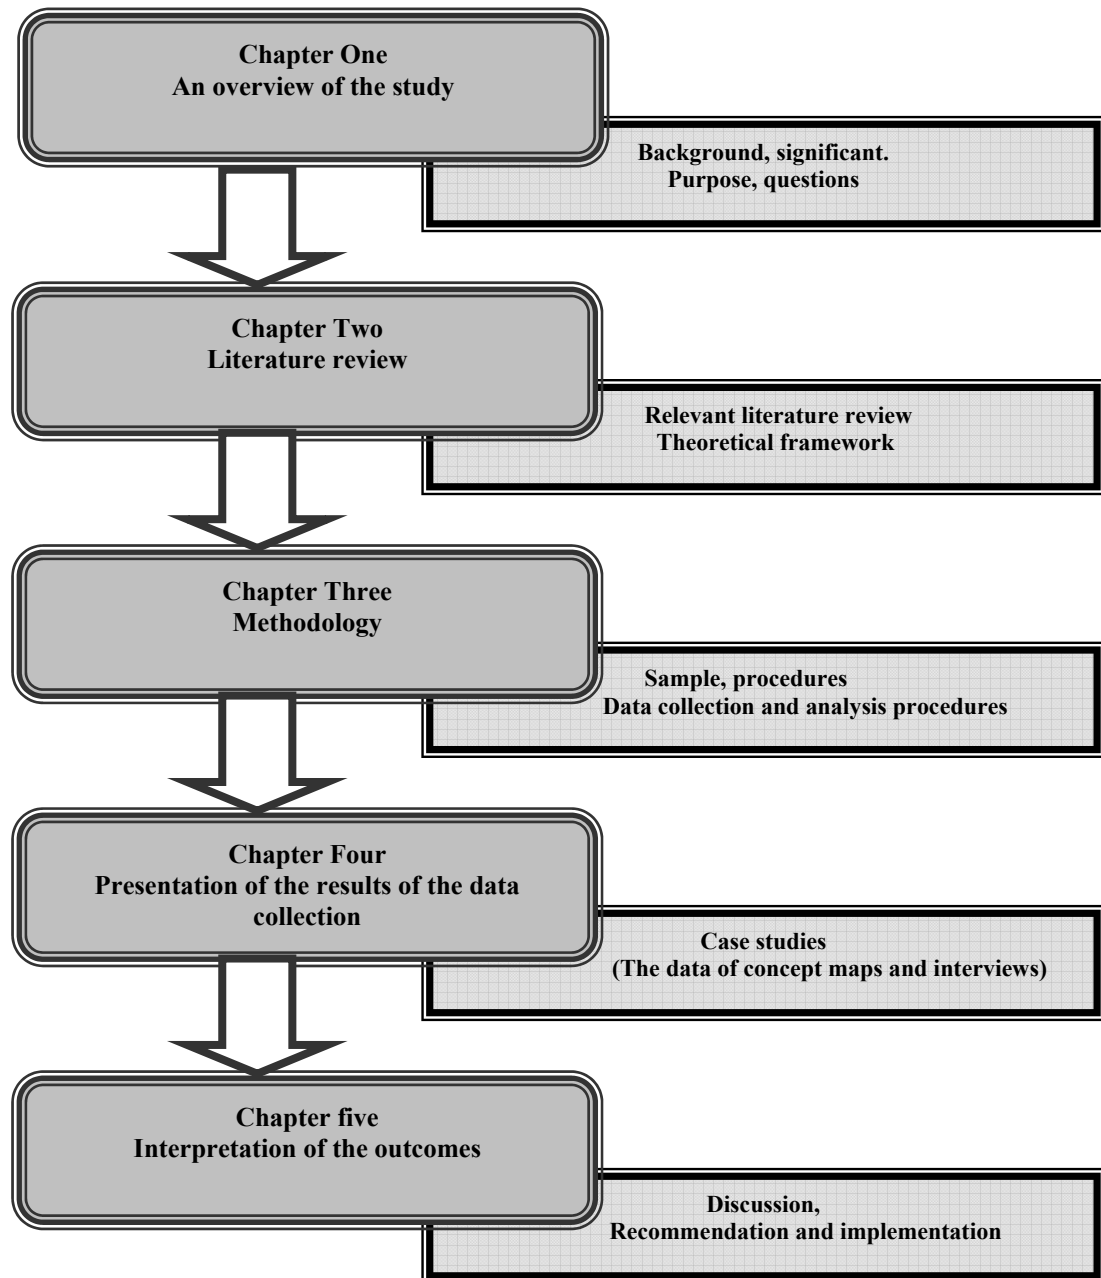 Chapter One
An overview of the study
Background, significant.
Purpose, questions
Chapter Two
Literature review
Relevant literature review
Theoretical framework
Chapter Three
Methodology
Sample, procedures
Data collection and analysis procedures
Chapter Four
Presentation of the results of the data
collection
Case studies
(The data of concept maps and interviews)
Chapter five
Interpretation of the outcomes
Discussion,
Recommendation and implementation